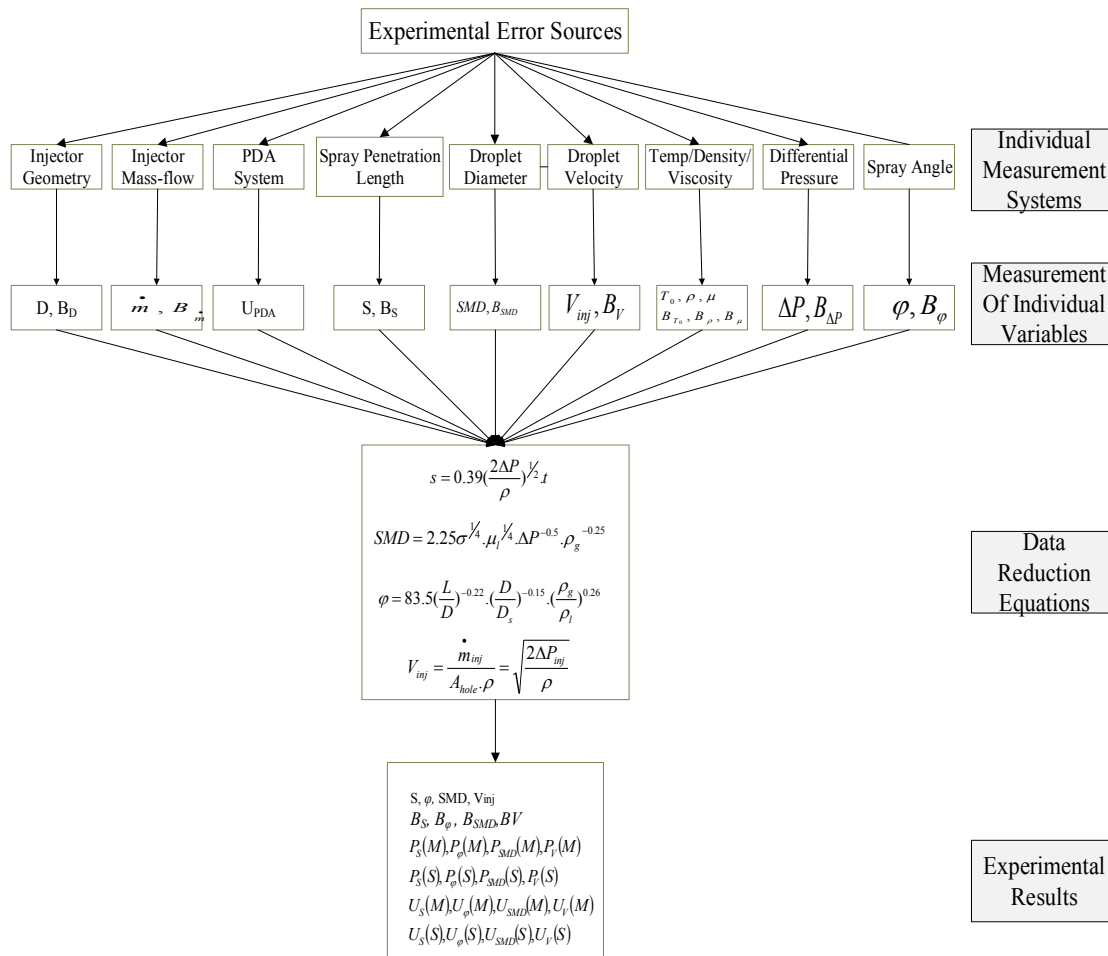 Experimental Error Sources
Injector
Geometry
Injector
Mass-flow
PDA
System
Spray Penetration
Length
Droplet
Diameter
Droplet
Velocity
Temp/Density/
Viscosity
Differential
Pressure
Spray Angle
Individual
Measurement
Systems
D, B_D
ṁ , B_ṁ
U_PDA
S, B_S
SMD, B_SMD
V_inj, B_V
T_0 , ρ , μ
B_T_0 , B_ρ , B_μ
ΔP, B_ΔP
φ, B_φ
Measurement
Of Individual
Variables
s = 0.39(2ΔP/ρ)^{1/2}.t
SMD = 2.25σ^{1/4}.μ_l^{1/4}.ΔP^{-0.5}.ρ_g^{-0.25}
φ = 83.5(L/D)^{-0.22}.(D/D_s)^{-0.15}.(ρ_g/ρ_l)^{0.26}
V_inj = ṁ_inj/(A_hole.ρ) = √(2ΔP_inj/ρ)
Data
Reduction
Equations
S, φ, SMD, Vinj
B_S, B_φ, B_SMD, BV
P_S(M), P_φ(M), P_SMD(M), P_V(M)
P_S(S), P_φ(S), P_SMD(S), P_V(S)
U_S(M), U_φ(M), U_SMD(M), U_V(M)
U_S(S), U_φ(S), U_SMD(S), U_V(S)
Experimental
Results